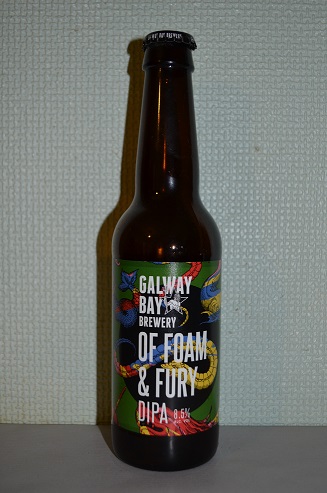 GALWAY
BAY
BREWERY
OF FOAM
& FURY
DIPA 8.5%